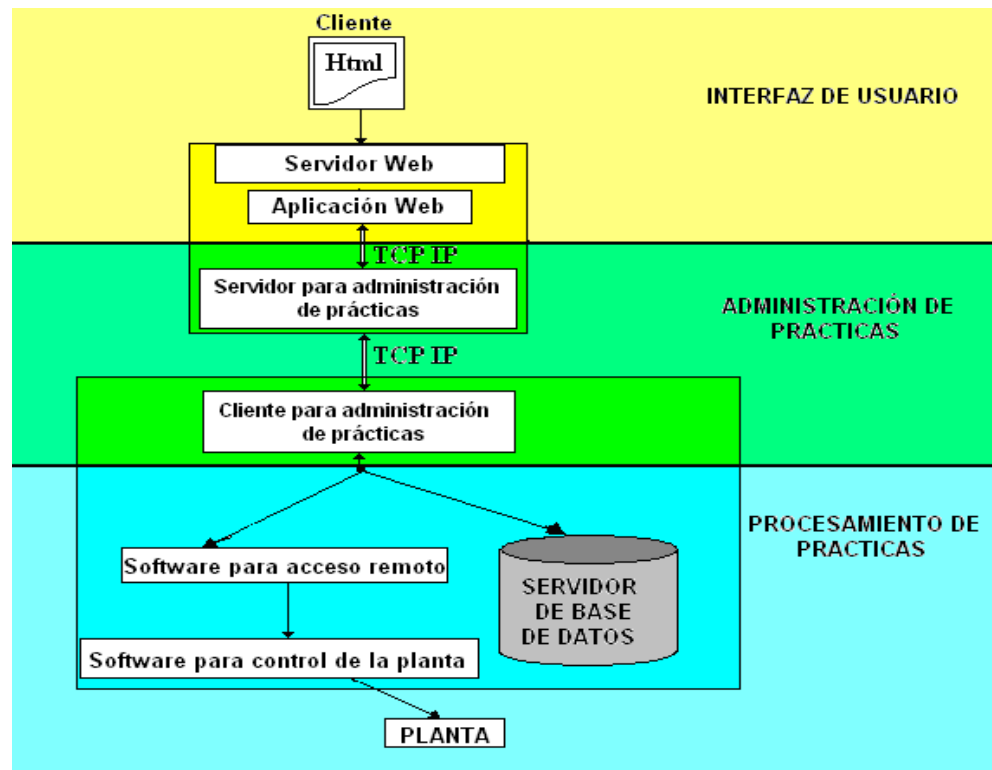 Cliente
Html
INTERFAZ DE USUARIO
Servidor Web
Aplicación Web
TCP IP
Servidor para administración
de prácticas
ADMINISTRACIÓN DE
PRACTICAS
TCP IP
Cliente para administración
de prácticas
PROCESAMIENTO DE
PRACTICAS
Software para acceso remoto
SERVIDOR
DE BASE
DE DATOS
Software para control de la planta
PLANTA